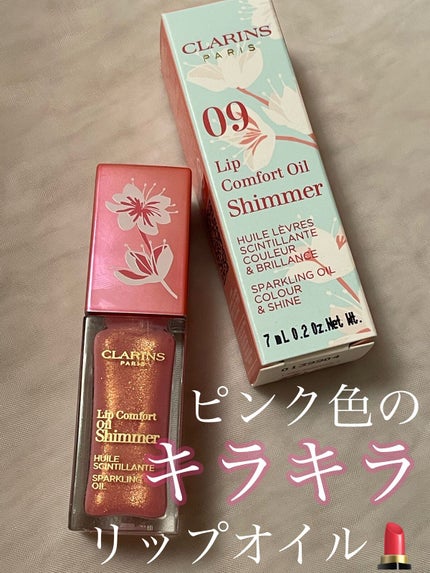 CLARINS
PARIS
09
Lip
Comfort Oil
Shimmer
HUILE LÈVRES
SCINTILLANTE
COULEUR
& BRILLANCE
SPARKLING OIL
COLOUR
& SHINE
7 mL 0.2 Oz.Net Wt.
CLARINS
PARIS
Lip Comfort
Oil
Shimmer
HUILE
SCINTILLANTE
SPARKLING
OIL
ピンク色の
キラキラ
リップオイル💄